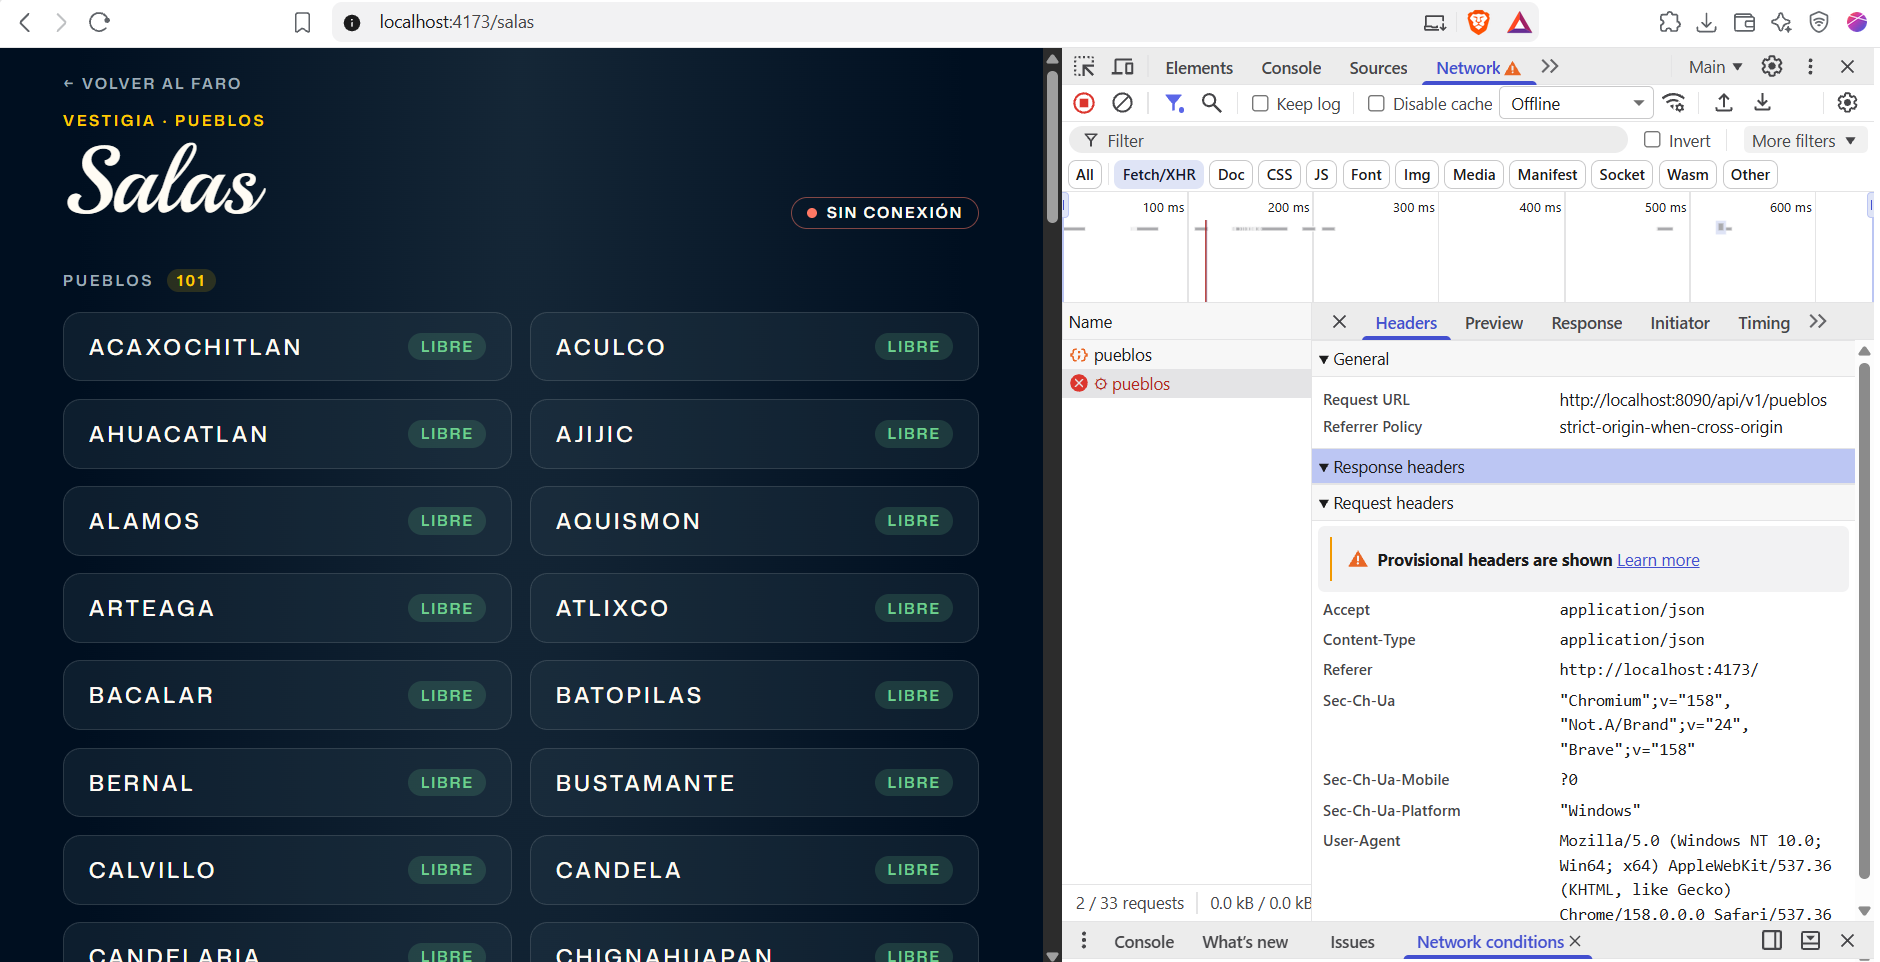 localhost:4173/salas
← VOLVER AL FARO
VESTIGIA · PUEBLOS
Salas
SIN CONEXIÓN
PUEBLOS 101
ACAXOCHITLAN LIBRE
ACULCO LIBRE
AHUACATLAN LIBRE
AJIJIC LIBRE
ALAMOS LIBRE
AQUISMON LIBRE
ARTEAGA LIBRE
ATLIXCO LIBRE
BACALAR LIBRE
BATOPILAS LIBRE
BERNAL LIBRE
BUSTAMANTE LIBRE
CALVILLO LIBRE
CANDELA LIBRE
CANDELARIA LIBRE
CHIGNAHUAPAN LIBRE
Elements Console Sources Network Main
Keep log Disable cache Offline
Filter Invert More filters
All Fetch/XHR Doc CSS JS Font Img Media Manifest Socket Wasm Other
100 ms 200 ms 300 ms 400 ms 500 ms 600 ms
Name
pueblos
pueblos
2 / 33 requests 0.0 kB / 0.0 kB
Headers Preview Response Initiator Timing
General
Request URL http://localhost:8090/api/v1/pueblos
Referrer Policy strict-origin-when-cross-origin
Response headers
Request headers
Provisional headers are shown Learn more
Accept application/json
Content-Type application/json
Referer http://localhost:4173/
Sec-Ch-Ua "Chromium";v="158",
"Not.A/Brand";v="24",
"Brave";v="158"
Sec-Ch-Ua-Mobile ?0
Sec-Ch-Ua-Platform "Windows"
User-Agent Mozilla/5.0 (Windows NT 10.0;
Win64; x64) AppleWebKit/537.36
(KHTML, like Gecko)
Chrome/158.0.0.0 Safari/537.36
Console What's new Issues Network conditions